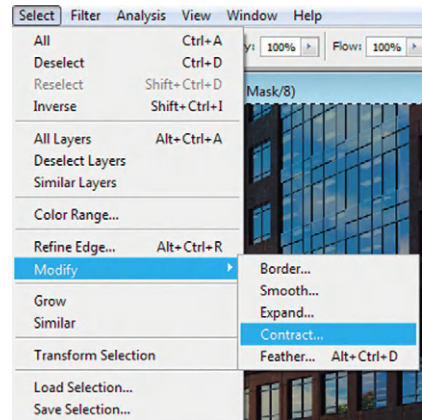 Select Filter Analysis View Window Help
All Ctrl+A
y: 100% Flow: 100%
Deselect Ctrl+D
Reselect Shift+Ctrl+D
Mask/8)
Inverse Shift+Ctrl+I
All Layers Alt+Ctrl+A
Deselect Layers
Similar Layers
Color Range...
Refine Edge... Alt+Ctrl+R
Modify
Border...
Smooth...
Expand...
Contract...
Feather... Alt+Ctrl+D
Grow
Similar
Transform Selection
Load Selection...
Save Selection...